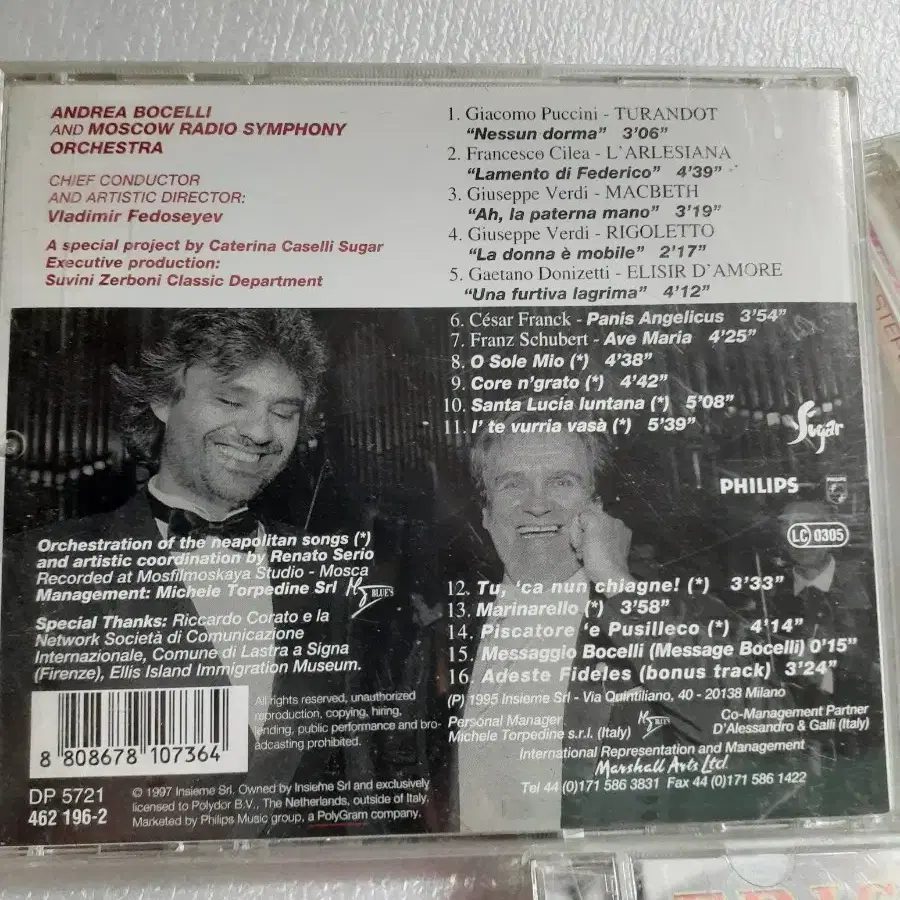 ANDREA BOCELLI
AND MOSCOW RADIO SYMPHONY
ORCHESTRA
CHIEF CONDUCTOR
AND ARTISTIC DIRECTOR:
Vladimir Fedoseyev
A special project by Caterina Caselli Sugar
Executive production:
Suvini Zerboni Classic Department
1. Giacomo Puccini - TURANDOT
"Nessun dorma" 3'06"
2. Francesco Cilea - L'ARLESIANA
"Lamento di Federico" 4'39"
3. Giuseppe Verdi - MACBETH
"Ah, la paterna mano" 3'19"
4. Giuseppe Verdi - RIGOLETTO
"La donna è mobile" 2'17"
5. Gaetano Donizetti - ELISIR D'AMORE
"Una furtiva lagrima" 4'12"
6. César Franck - Panis Angelicus 3'54"
7. Franz Schubert - Ave Maria 4'25"
8. O Sole Mio (*) 4'38"
9. Core n'grato (*) 4'42"
10. Santa Lucia luntana (*) 5'08"
11. I' te vurria vasà (*) 5'39"
Sugar
PHILIPS
PHILIPS
LC 0305
Orchestration of the neapolitan songs (*)
and artistic coordination by Renato Serio
Recorded at Mosfilmoskaya Studio - Mosca
Management: Michele Torpedine Srl BLUE'S
Special Thanks: Riccardo Corato e la
Network Società di Comunicazione
Internazionale, Comune di Lastra a Signa
(Firenze), Ellis Island Immigration Museum.
12. Tu, 'ca nun chiagne! (*) 3'33"
13. Marinarello (*) 3'58"
14. Piscatore 'e Pusilleco (*) 4'14"
15. Messaggio Bocelli (Message Bocelli) 0'15"
16. Adeste Fideles (bonus track) 3'24"
(P) 1995 Insieme Srl - Via Quintiliano, 40 - 20138 Milano
Personal Manager
Michele Torpedine s.r.l. (Italy)
Co-Management Partner
D'Alessandro & Galli (Italy)
International Representation and Management
Marshall Arts Ltd.
Tel 44 (0)171 586 3831 Fax 44 (0)171 586 1422
All rights reserved, unauthorized
reproduction, copying, hiring,
lending, public performance and bro-
adcasting prohibited.
8 808678 107364
DP 5721
462 196-2
© 1997 Insieme Srl. Owned by Insieme Srl and exclusively
licensed to Polydor B.V., The Netherlands, outside of Italy.
Marketed by Philips Music group, a PolyGram company.